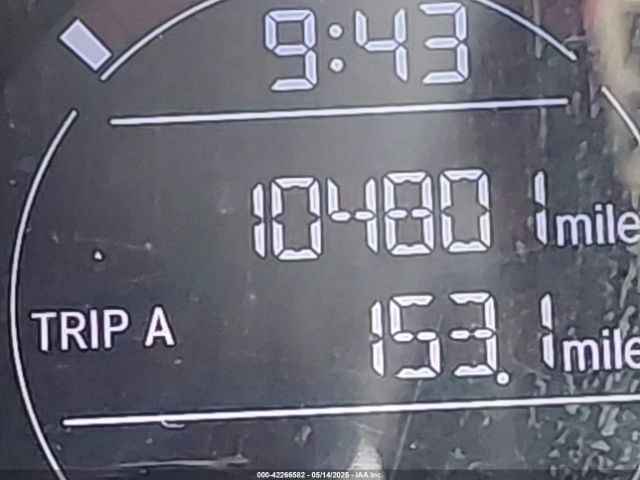 9:43
104801 mile
TRIP A 153.1 mile
000-42266582 - 05/14/2025 - IAA Inc.